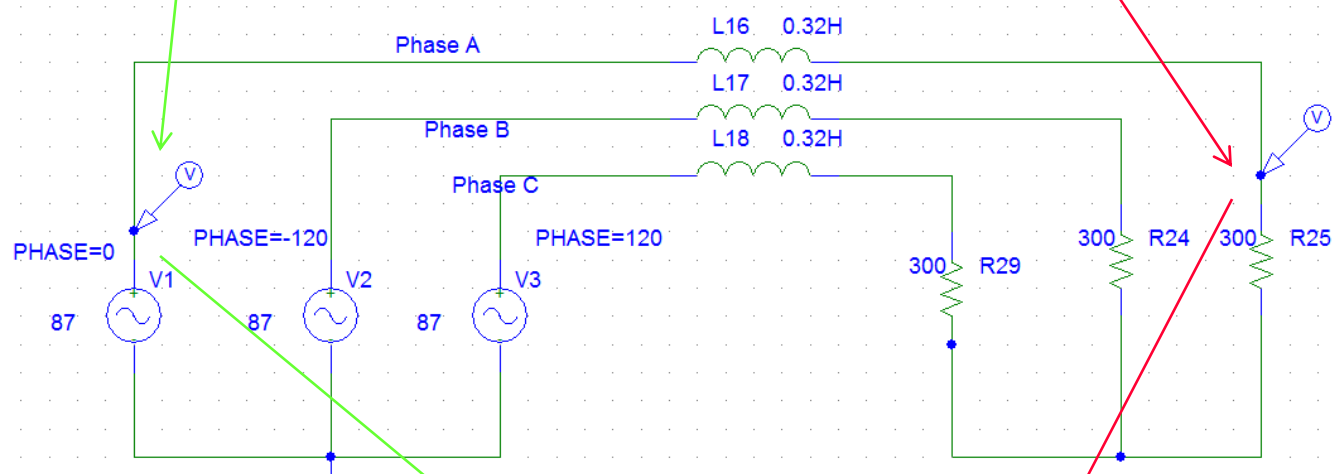 L16 0.32H
Phase A
L17 0.32H
Phase B
L18 0.32H
Phase C
V
V
PHASE=0
PHASE=-120
PHASE=120
300 R24
300 R25
300 R29
V1
V2
V3
87
87
87